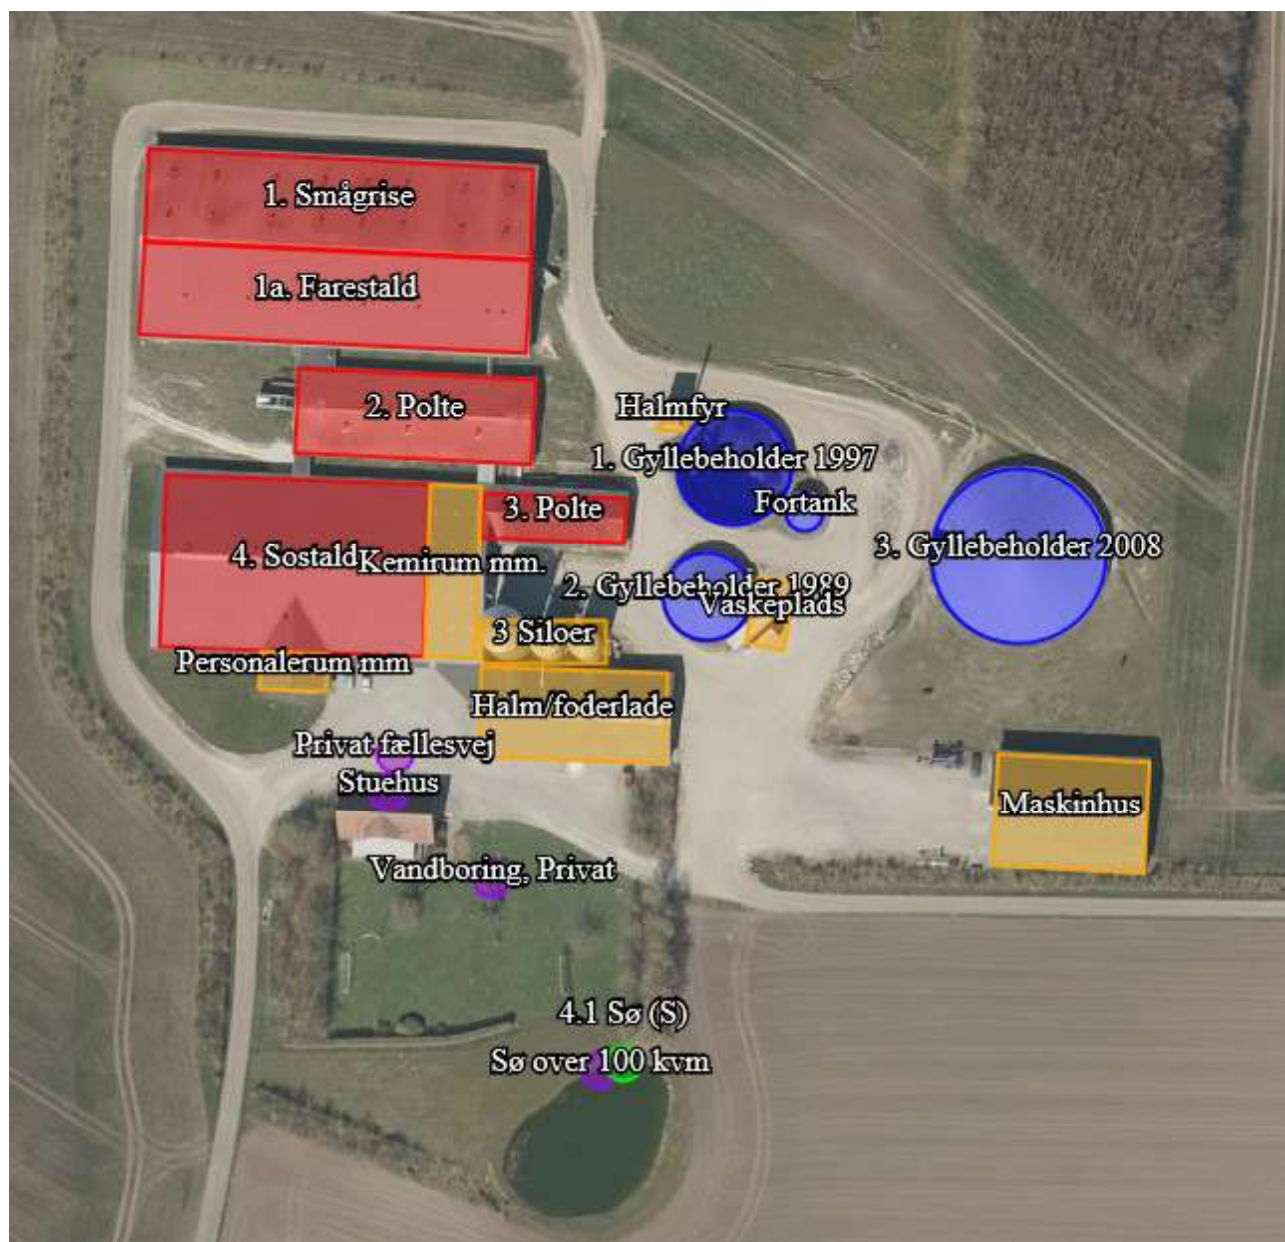 1. Smågrise
1a. Farestald
2. Polte
Halmfyr
1. Gyllebeholder 1997
Fortank
3. Polte
3. Gyllebeholder 2008
4. Sostald
Kemirum mm.
2. Gyllebeholder 1989
Vaskeplads
3 Siloer
Personalerum mm
Halm/foderlade
Privat fællesvej
Stuehus
Maskinhus
Vandboring, Privat
4.1 Sø (S)
Sø over 100 kvm